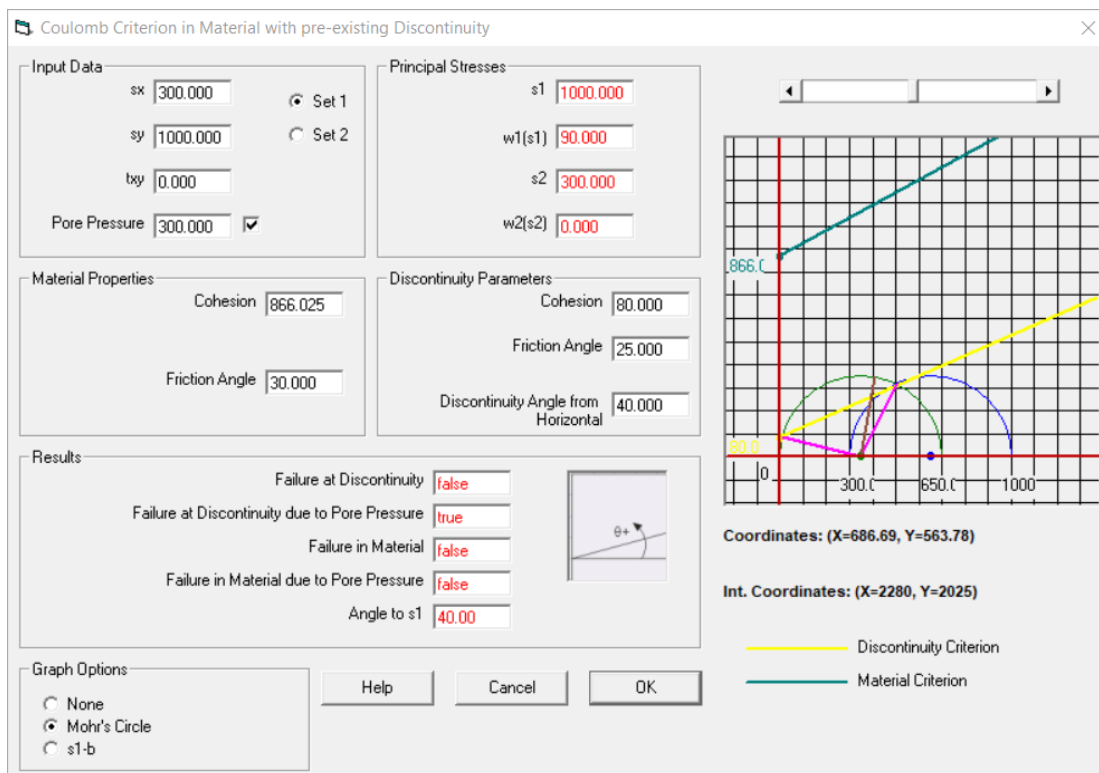 Coulomb Criterion in Material with pre-existing Discontinuity
Input Data
sx 300.000
Set 1
sy 1000.000
Set 2
txy 0.000
Pore Pressure 300.000
Principal Stresses
s1 1000.000
w1(s1) 90.000
s2 300.000
w2(s2) 0.000
Material Properties
Cohesion 866.025
Friction Angle 30.000
Discontinuity Parameters
Cohesion 80.000
Friction Angle 25.000
Discontinuity Angle from
Horizontal 40.000
Results
Failure at Discontinuity false
Failure at Discontinuity due to Pore Pressure true
Failure in Material false
Failure in Material due to Pore Pressure false
Angle to s1 40.00
θ+
Graph Options
None
Mohr's Circle
s1-b
Help
Cancel
OK
866.0
80.0
0
300.0
650.0
1000
Coordinates: (X=686.69, Y=563.78)
Int. Coordinates: (X=2280, Y=2025)
Discontinuity Criterion
Material Criterion